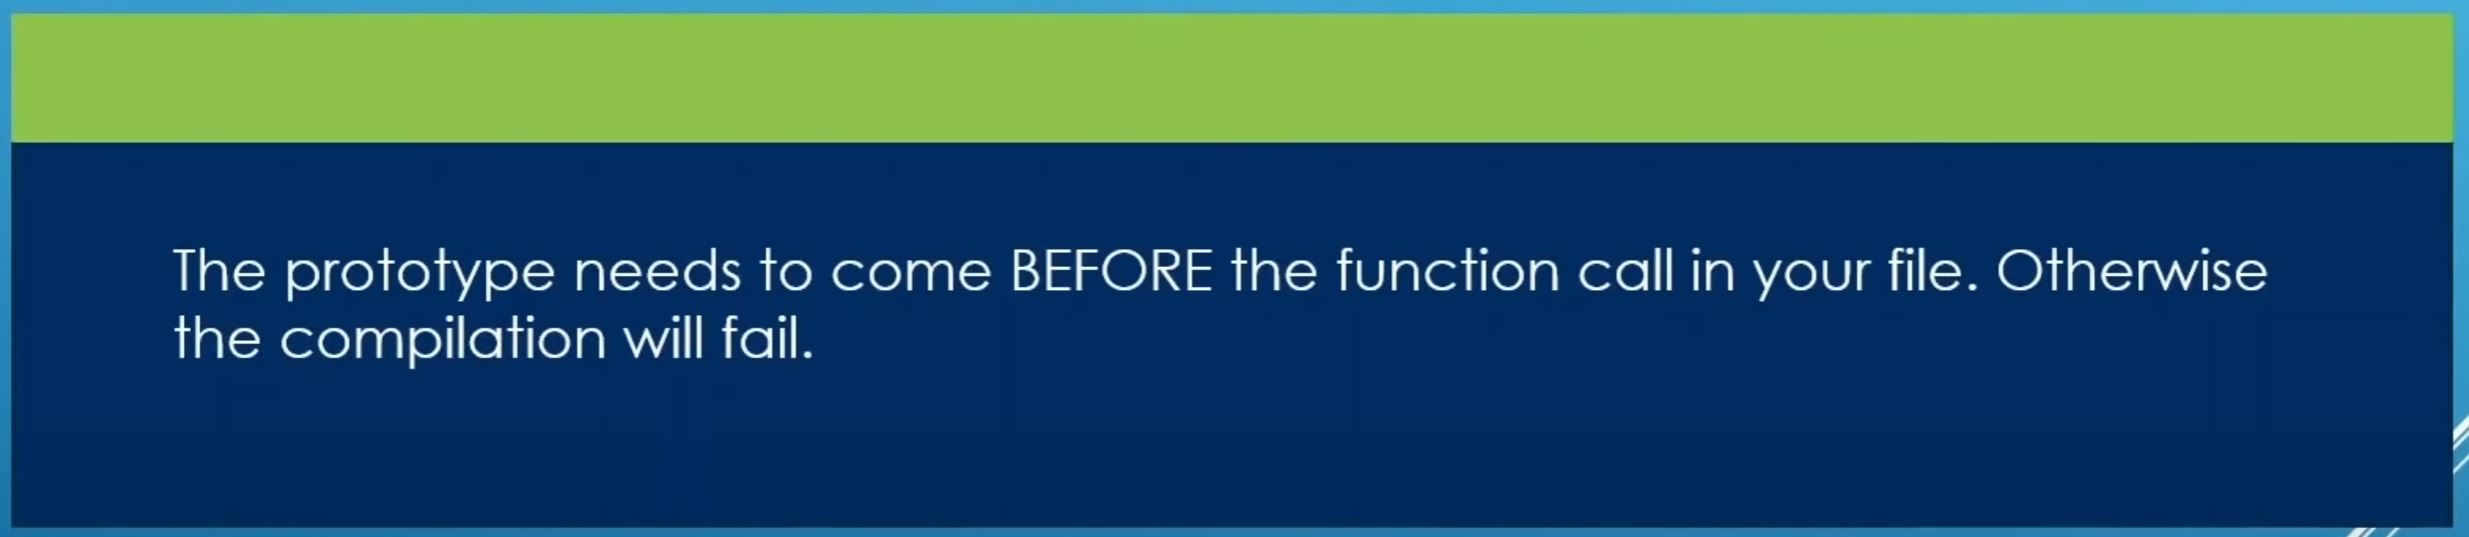 The prototype needs to come BEFORE the function call in your file. Otherwise
the compilation will fail.